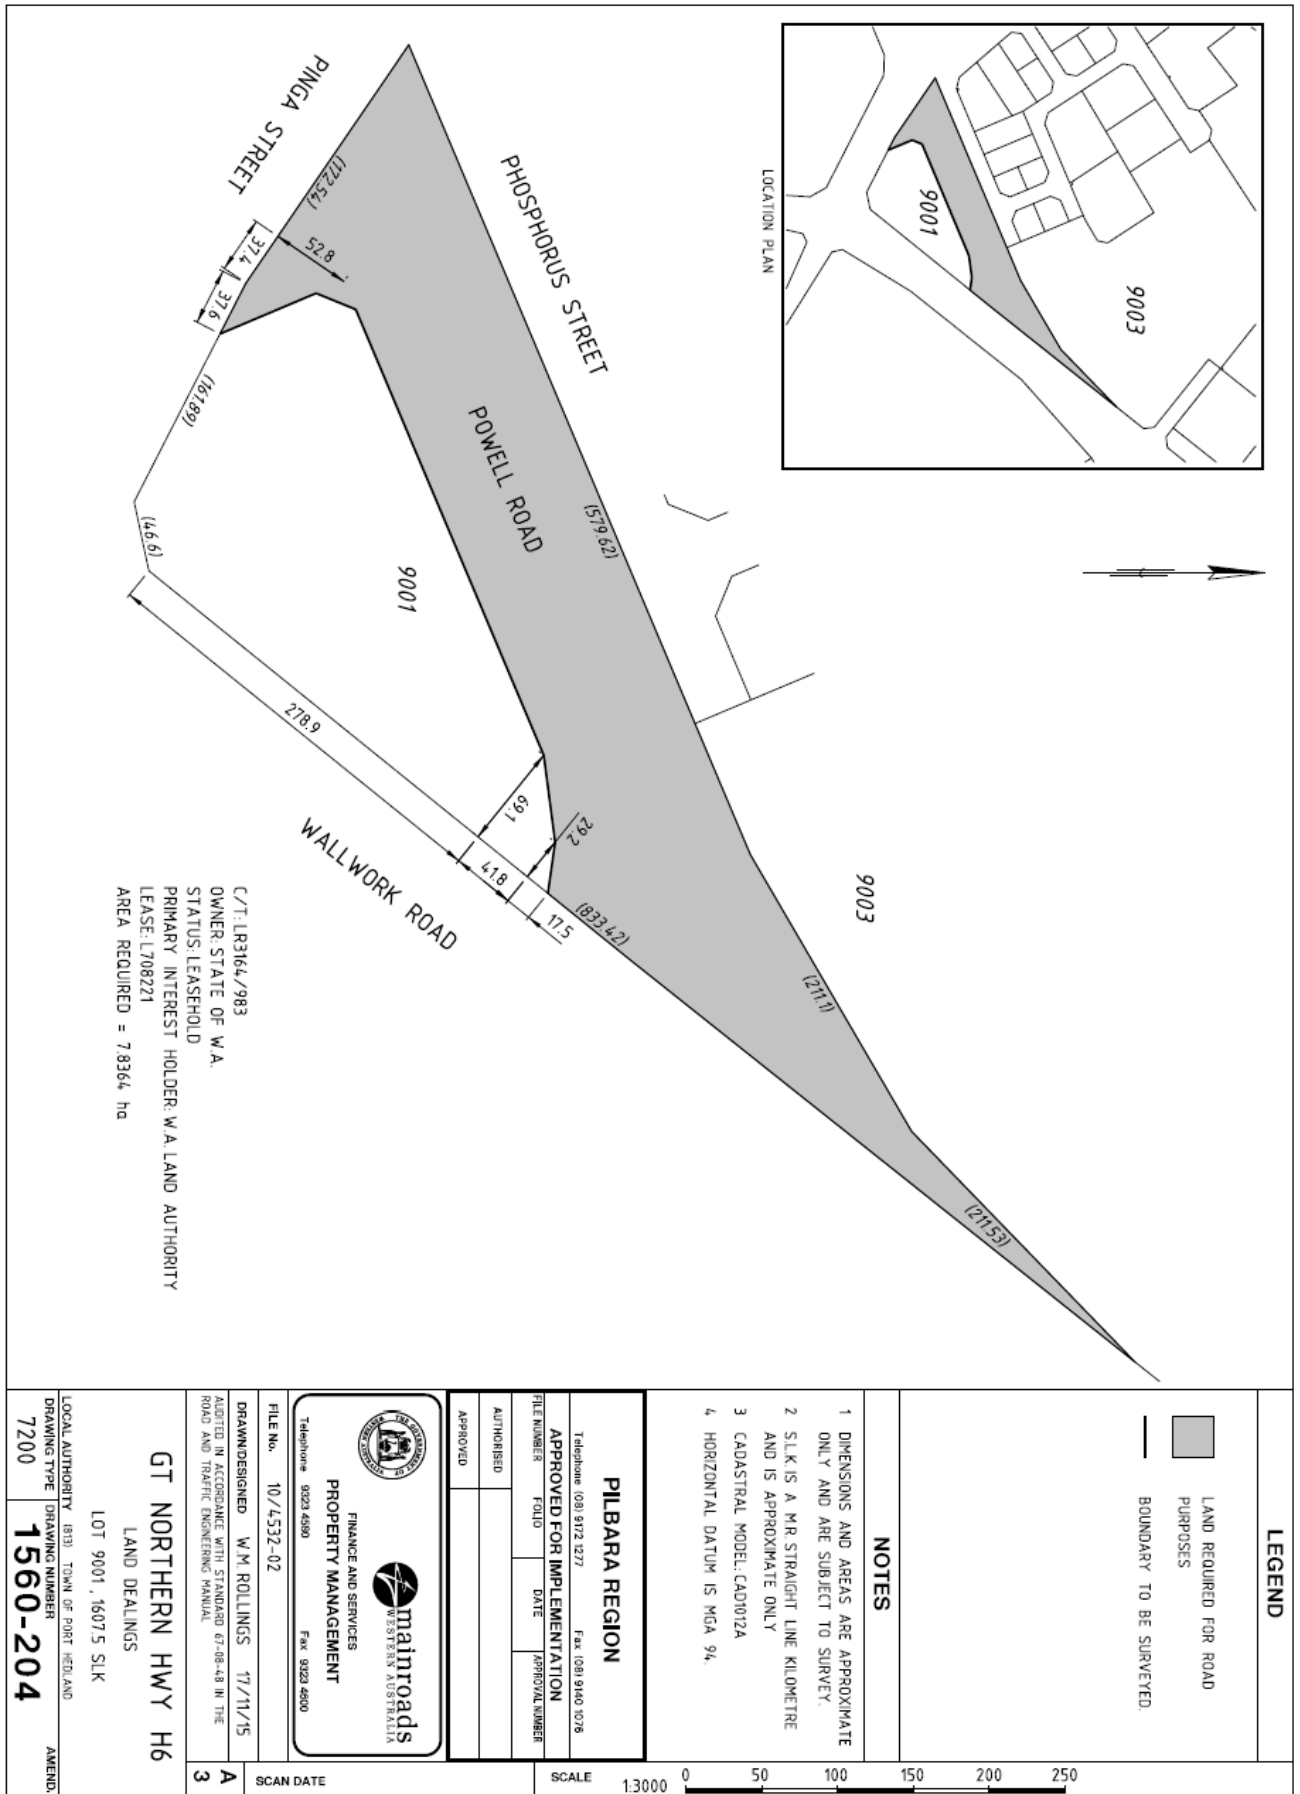 PINGA STREET
PHOSPHORUS STREET
POWELL ROAD
WALLWORK ROAD
(172.54)
52.8
37.4
37.6
(161.89)
(46.6)
9001
278.9
69.1
29.2
41.8
17.5
(833.42)
(579.62)
(211.1)
(211.53)
9003
9001
9003
LOCATION PLAN
C/T: LR3164/983
OWNER: STATE OF W.A.
STATUS: LEASEHOLD
PRIMARY INTEREST HOLDER: W.A. LAND AUTHORITY
LEASE: L708221
AREA REQUIRED = 7.8364 ha
LEGEND
LAND REQUIRED FOR ROAD
PURPOSES
BOUNDARY TO BE SURVEYED.
NOTES
1 DIMENSIONS AND AREAS ARE APPROXIMATE
ONLY AND ARE SUBJECT TO SURVEY.
2 S.L.K. IS A M.R. STRAIGHT LINE KILOMETRE
AND IS APPROXIMATE ONLY
3 CADASTRAL MODEL: CAD1012A
4 HORIZONTAL DATUM IS MGA 94.
PILBARA REGION
Telephone (08) 9172 1277 Fax (08) 9140 1076
APPROVED FOR IMPLEMENTATION
FILE NUMBER FOLIO DATE APPROVAL NUMBER
AUTHORISED
APPROVED
THE GOVERNMENT OF WESTERN AUSTRALIA
mainroads
WESTERN AUSTRALIA
FINANCE AND SERVICES
PROPERTY MANAGEMENT
Telephone 9323 4580 Fax 9323 4600
FILE No. 10/4532-02
DRAWN/DESIGNED W.M. ROLLINGS 17/11/15
AUDITED IN ACCORDANCE WITH STANDARD 67-08-48 IN THE
ROAD AND TRAFFIC ENGINEERING MANUAL
GT NORTHERN HWY H6
LAND DEALINGS
LOT 9001 , 1607.5 SLK
LOCAL AUTHORITY (813) TOWN OF PORT HEDLAND
DRAWING TYPE DRAWING NUMBER AMEND.
7200 1560-204
A
3
SCAN DATE
SCALE
1:3000
0 50 100 150 200 250